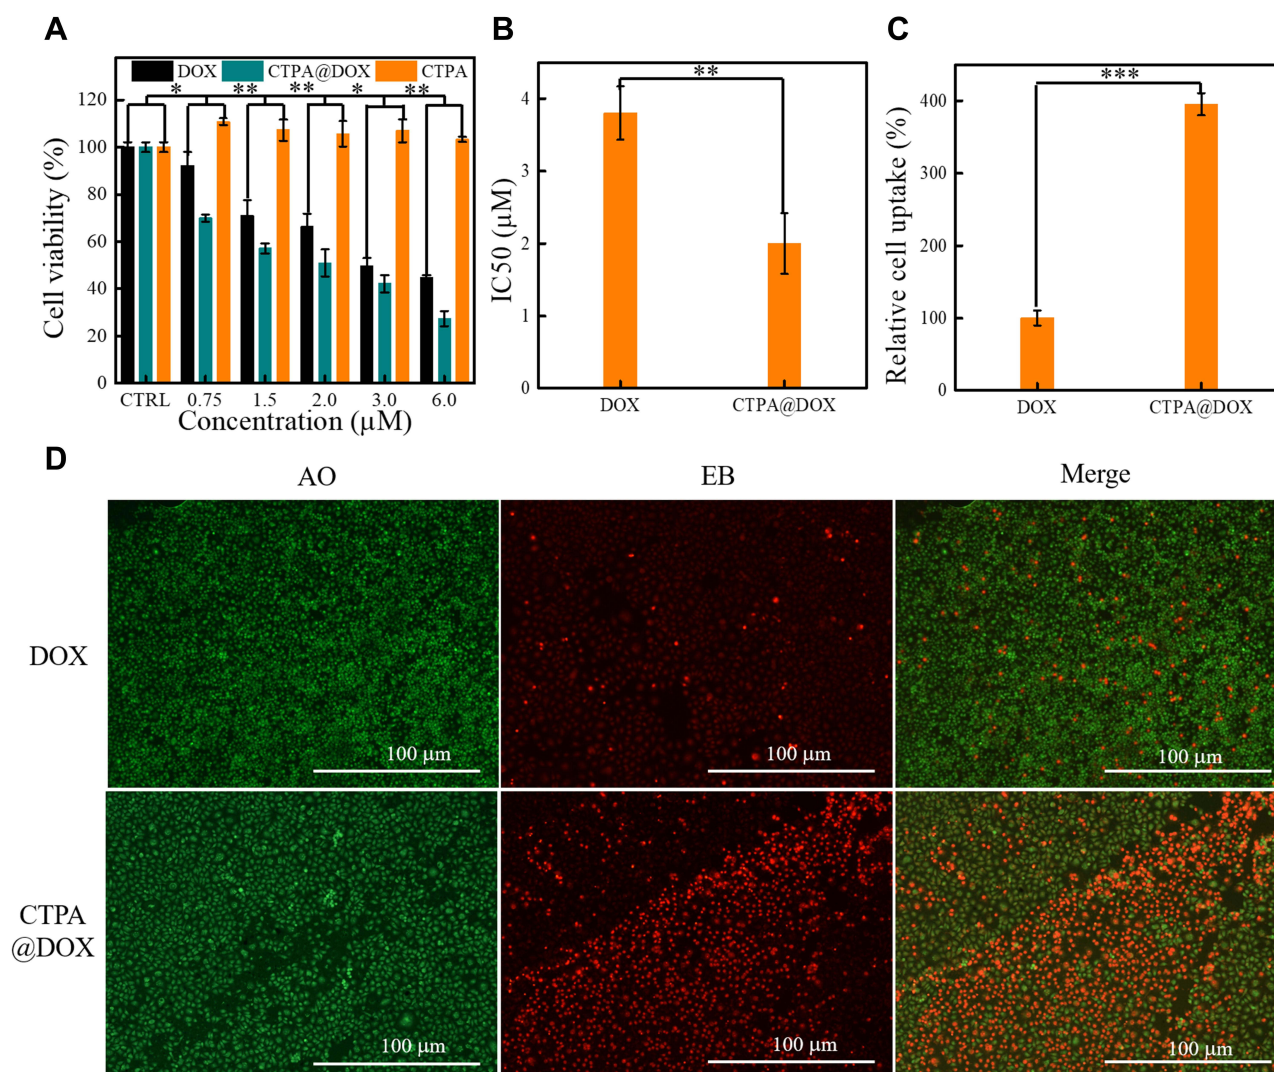 A
DOX CTPA@DOX CTPA
* ** ** * **
120
100
80
60
40
20
0
Cell viability (%)
CTRL 0.75 1.5 2.0 3.0 6.0
Concentration (µM)
B
**
4
3
2
1
0
IC50 (µM)
DOX CTPA@DOX
C
***
400
300
200
100
0
Relative cell uptake (%)
DOX CTPA@DOX
D
AO EB Merge
DOX
100 µm 100 µm 100 µm
CTPA
@DOX
100 µm 100 µm 100 µm